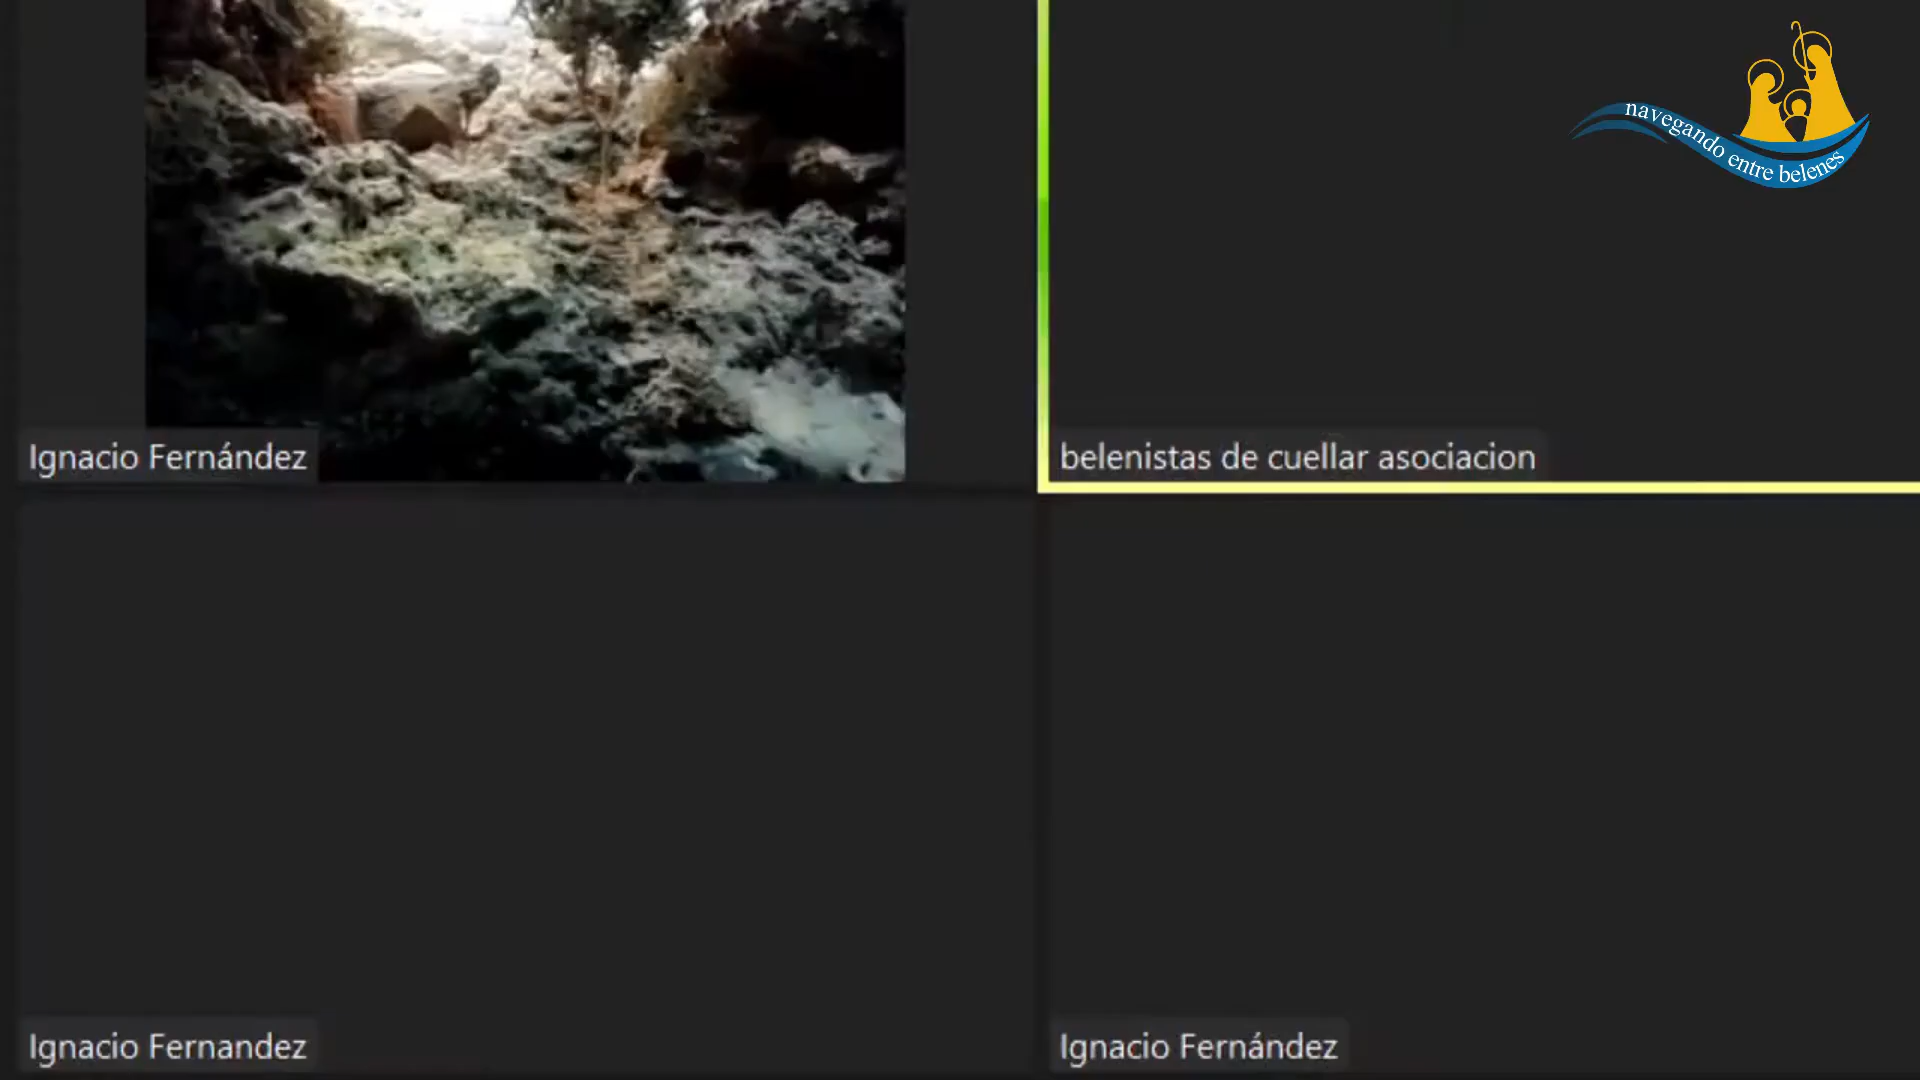 navegando entre belenes
Ignacio Fernández
belenistas de cuellar asociacion
Ignacio Fernandez
Ignacio Fernández